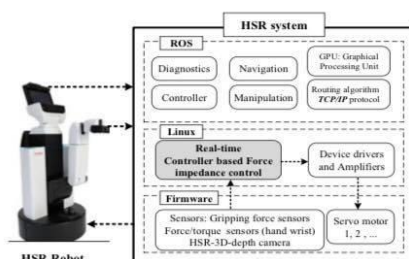 HSR system
ROS
Diagnostics
Navigation
GPU: Graphical
Processing Unit
Controller
Manipulation
Routing algorithm
TCP/IP protocol
Linux
Real-time
Controller based Force
impedance control
Device drivers
and Amplifiers
Firmware
Sensors: Gripping force sensors
Force/torque sensors (hand wrist)
HSR-3D-depth camera
Servo motor
1, 2 , ...
HSR Robot